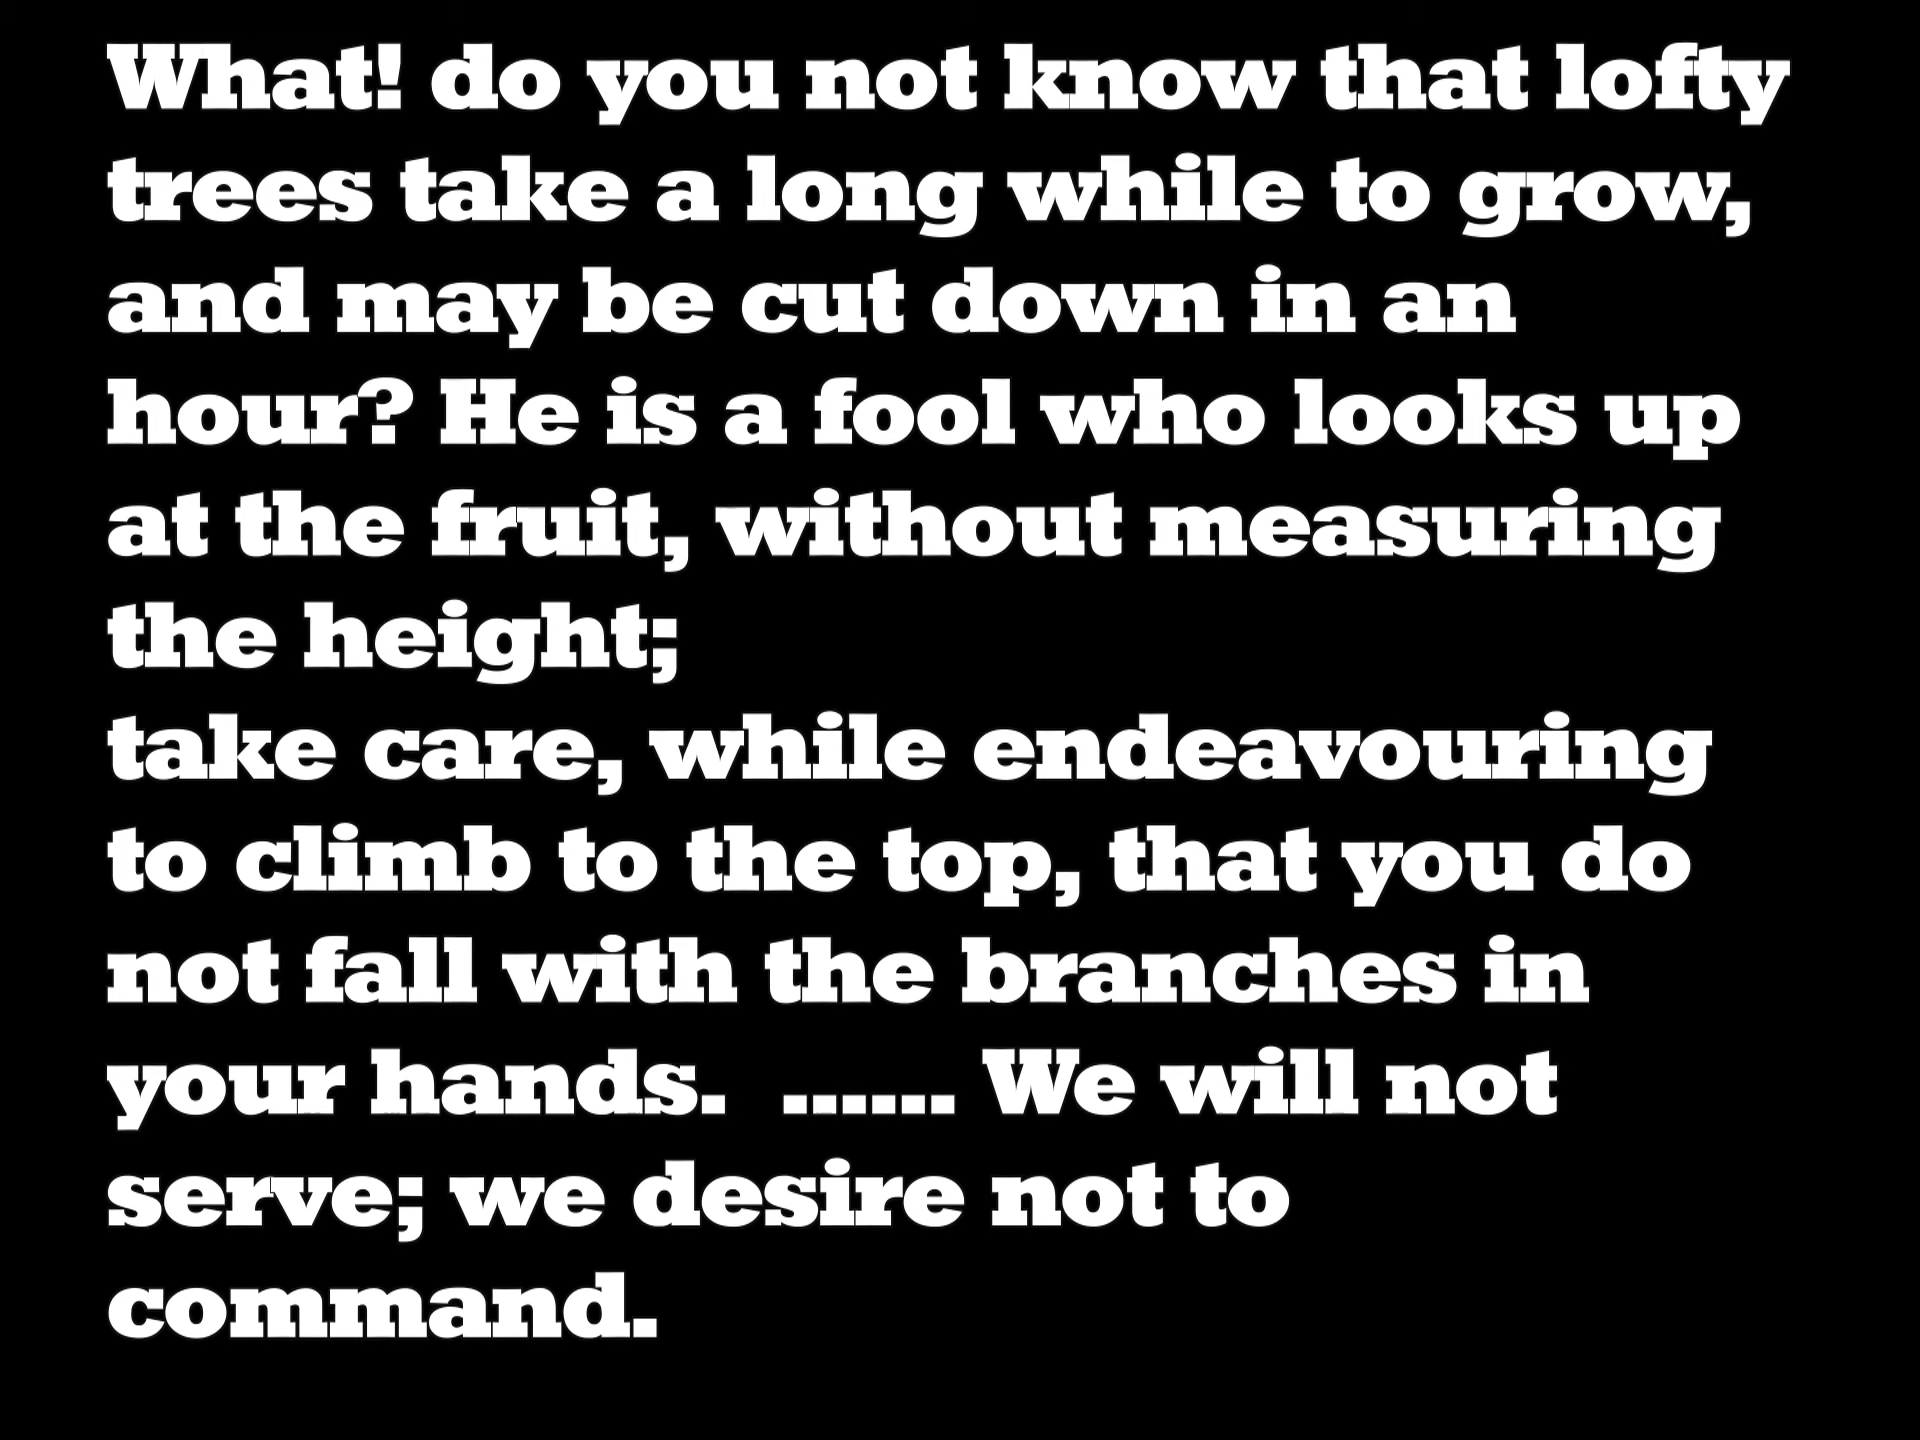 What! do you not know that lofty
trees take a long while to grow,
and may be cut down in an
hour? He is a fool who looks up
at the fruit, without measuring
the height;
take care, while endeavouring
to climb to the top, that you do
not fall with the branches in
your hands.  ...... We will not
serve; we desire not to
command.